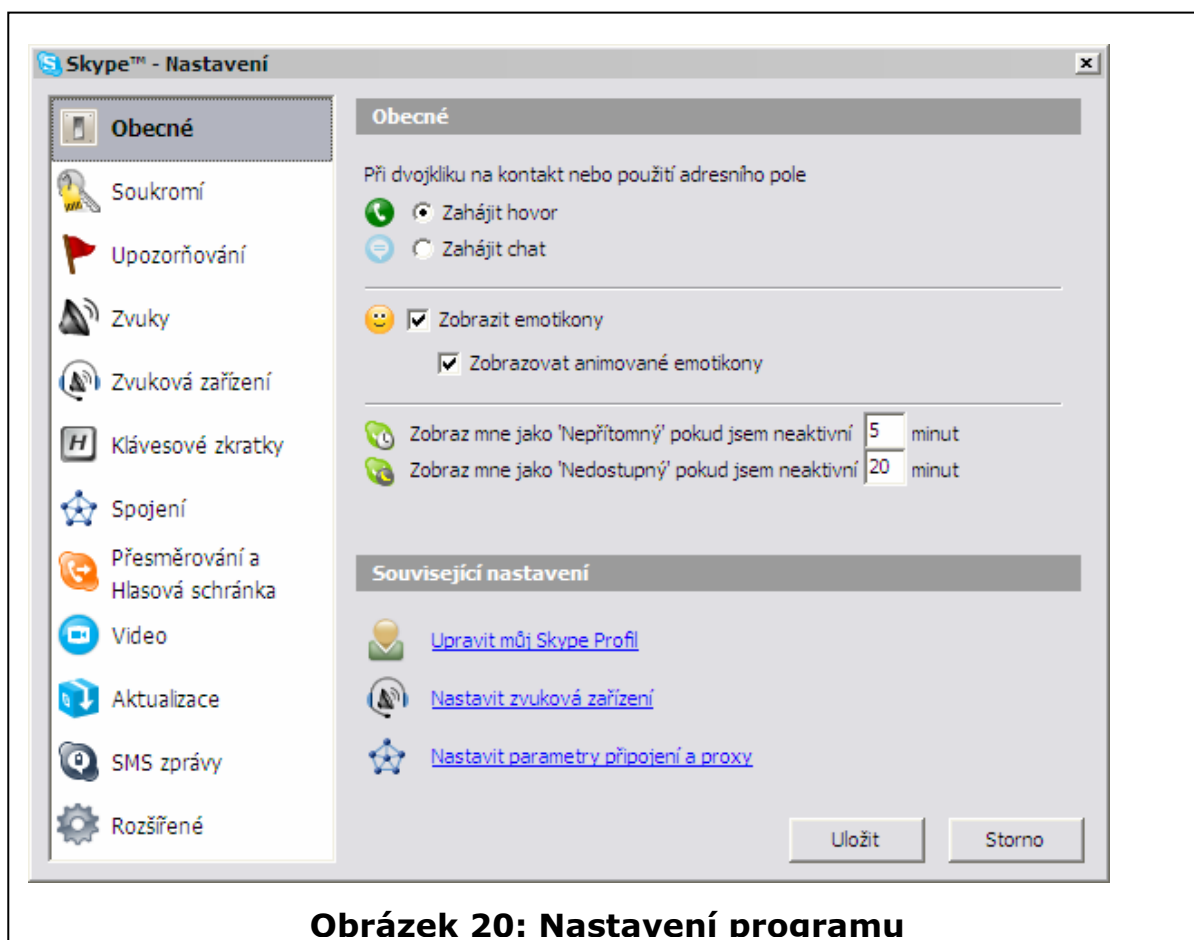 Skype™ - Nastavení
Obecné
Soukromí
Upozorňování
Zvuky
Zvuková zařízení
Klávesové zkratky
Spojení
Přesměrování a
Hlasová schránka
Video
Aktualizace
SMS zprávy
Rozšířené
Obecné
Při dvojkliku na kontakt nebo použití adresního pole
Zahájit hovor
Zahájit chat
Zobrazit emotikony
Zobrazovat animované emotikony
Zobraz mne jako 'Nepřítomný' pokud jsem neaktivní 5 minut
Zobraz mne jako 'Nedostupný' pokud jsem neaktivní 20 minut
Související nastavení
Upravit můj Skype Profil
Nastavit zvuková zařízení
Nastavit parametry připojení a proxy
Uložit Storno
Obrázek 20: Nastavení programu